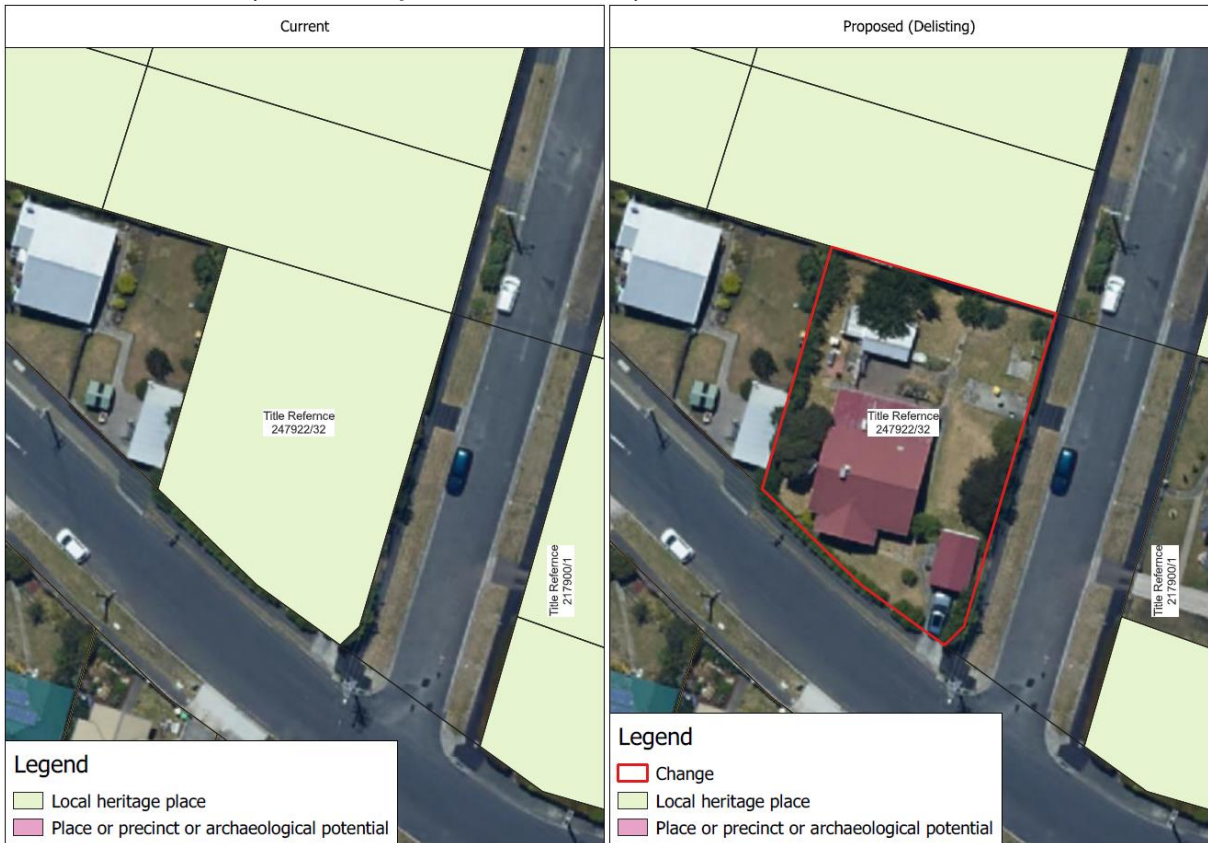 Current
Proposed (Delisting)
Title Refernce
247922/32
Title Refernce
217900/1
Title Refernce
247922/32
Title Refernce
217900/1
Legend
Local heritage place
Place or precinct or archaeological potential
Legend
Change
Local heritage place
Place or precinct or archaeological potential